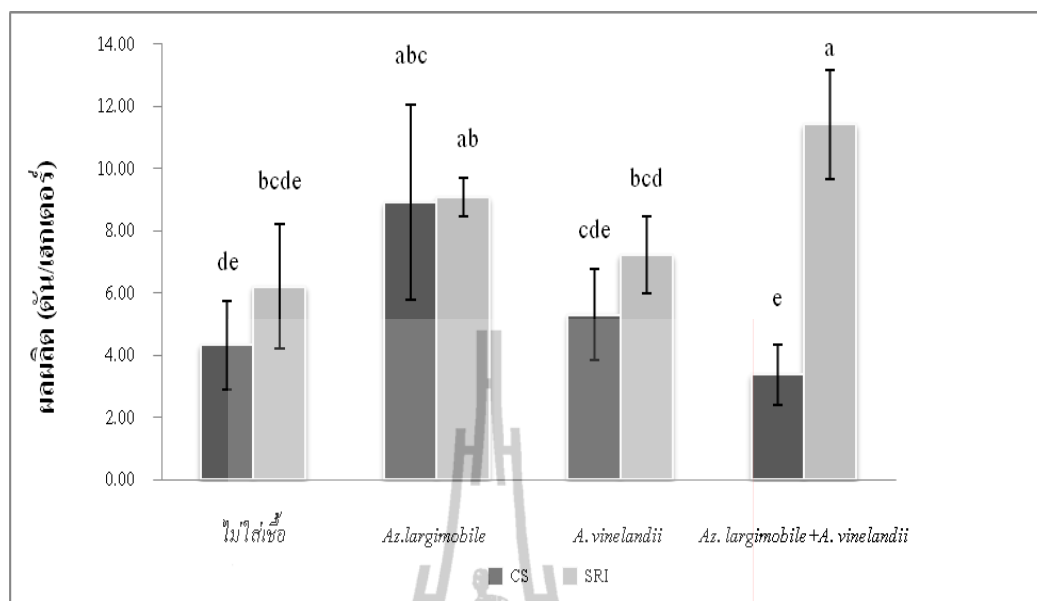 ผลผลิต (ตัน/เฮกเตอร์)
14.00
12.00
10.00
8.00
6.00
4.00
2.00
0.00
de
bcde
abc
ab
cde
bcd
e
a
ไม่ใส่เชื้อ Az.largimobile A. vinelandii Az. largimobile+A. vinelandii
CS SRI